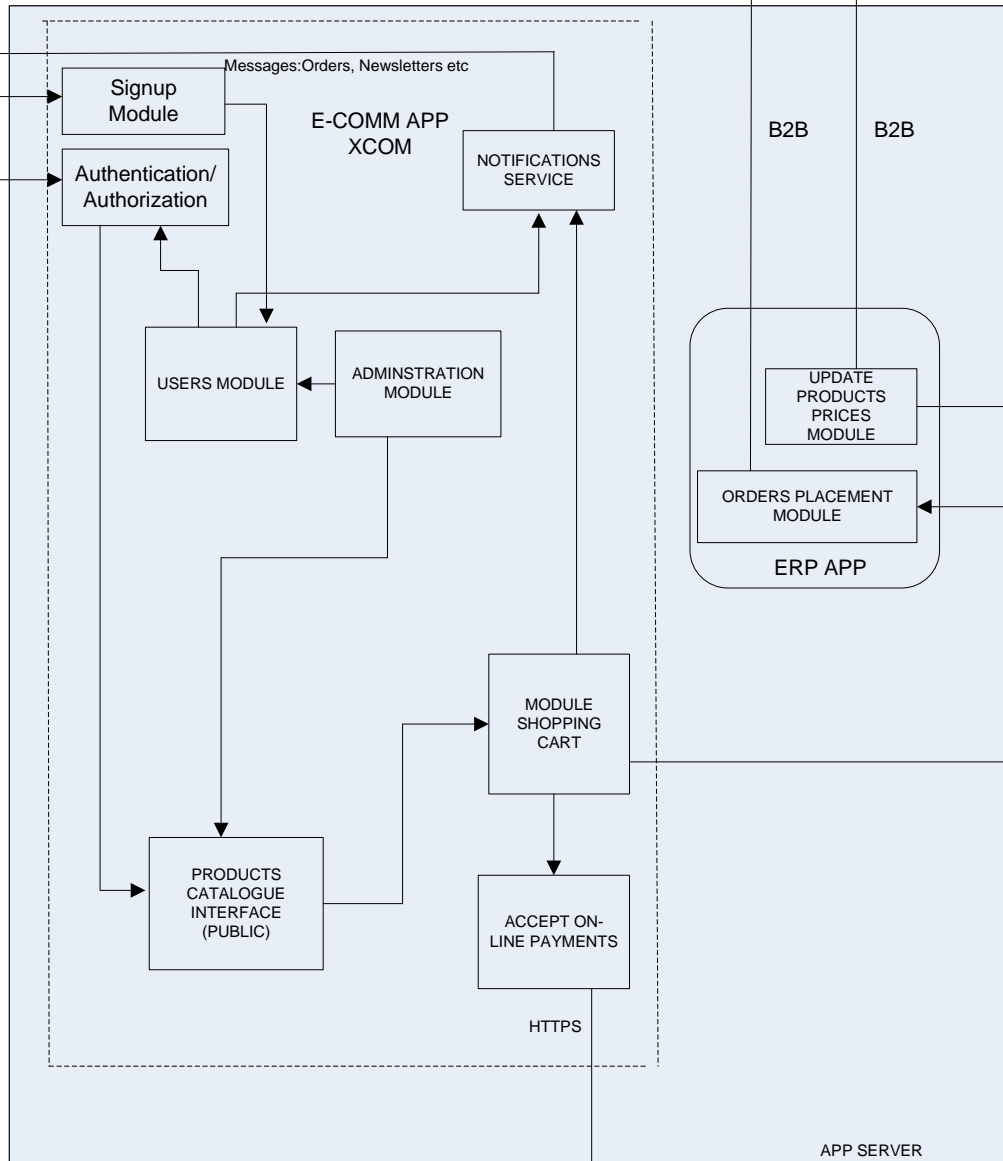 Messages:Orders, Newsletters etc
Signup
Module
E-COMM APP
XCOM
B2B
B2B
NOTIFICATIONS
SERVICE
Authentication/
Authorization
USERS MODULE
ADMINSTRATION
MODULE
UPDATE
PRODUCTS
PRICES
MODULE
ORDERS PLACEMENT
MODULE
ERP APP
MODULE
SHOPPING
CART
PRODUCTS
CATALOGUE
INTERFACE
(PUBLIC)
ACCEPT ON-
LINE PAYMENTS
HTTPS
APP SERVER